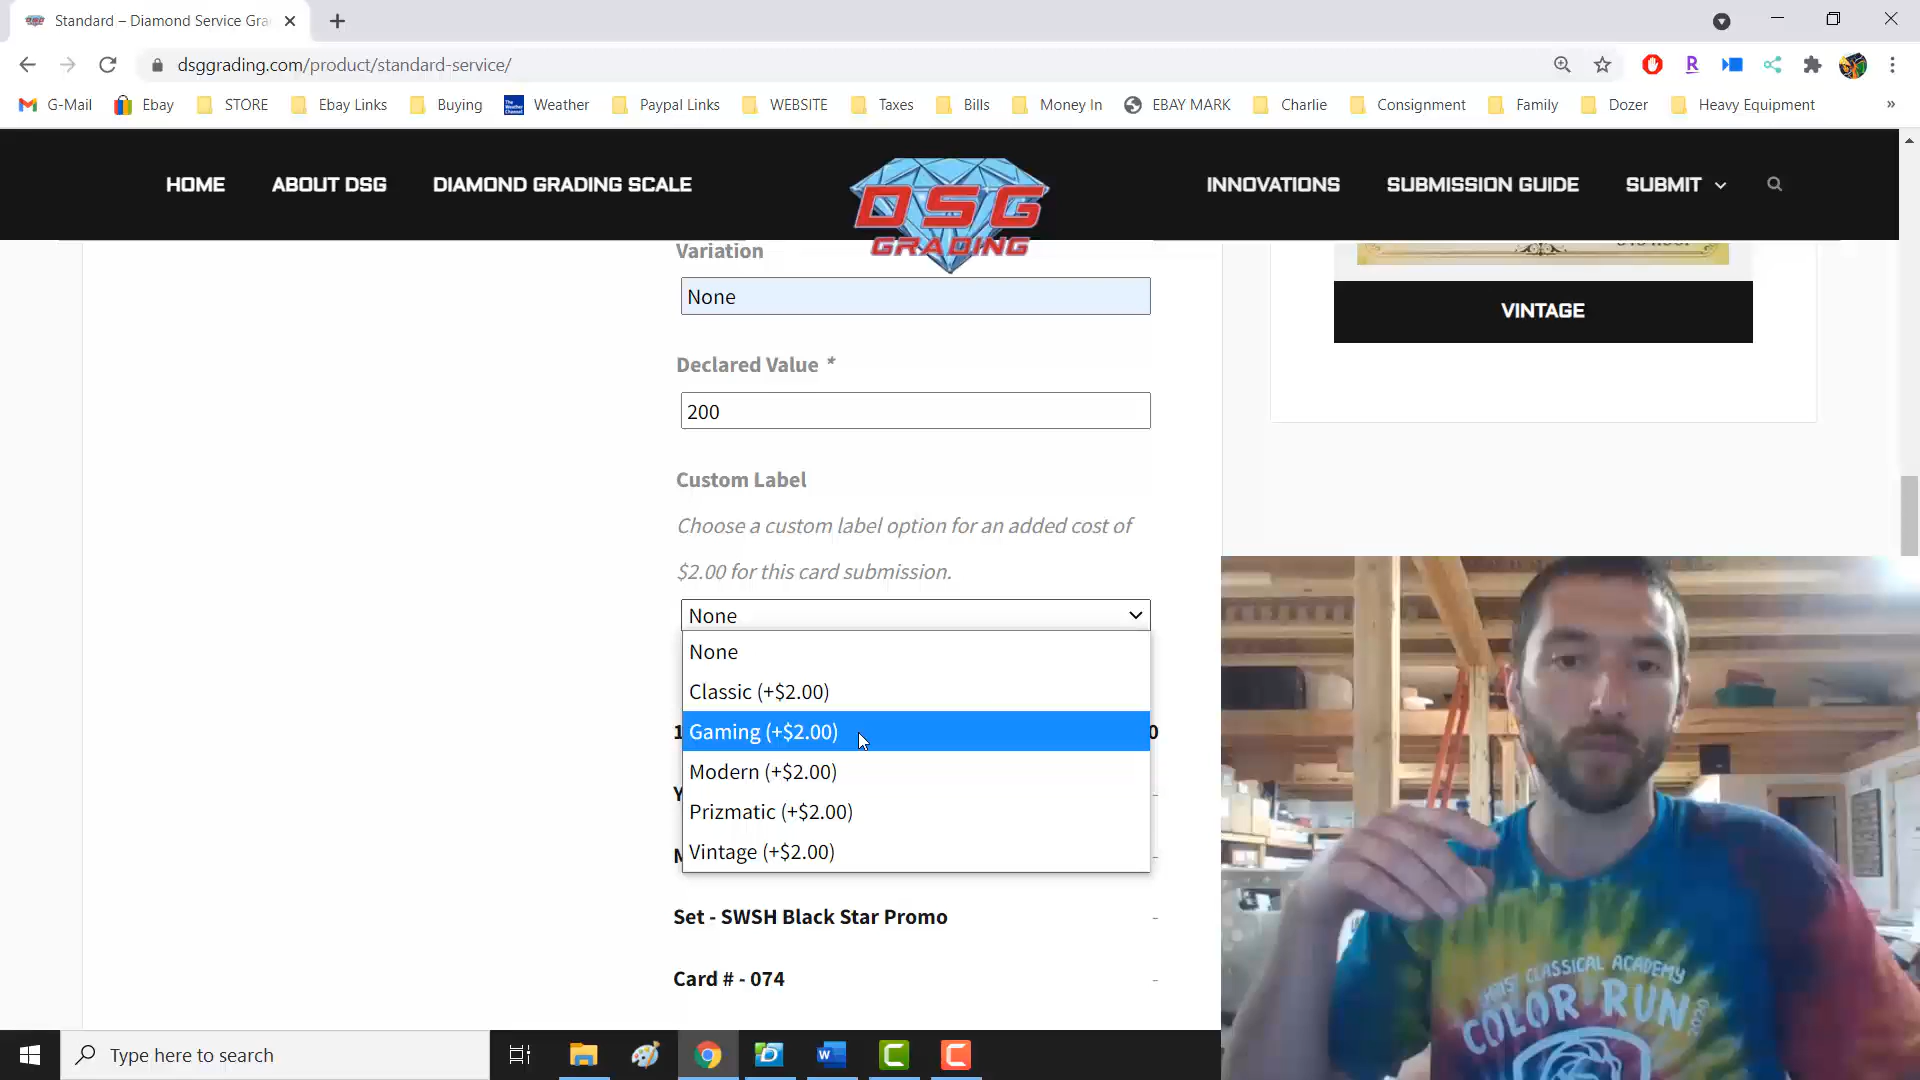 Standard – Diamond Service Gra
dsggrading.com/product/standard-service/
G-Mail
Ebay
STORE
Ebay Links
Buying
Weather
Paypal Links
WEBSITE
Taxes
Bills
Money In
EBAY MARK
Charlie
Consignment
Family
Dozer
Heavy Equipment
»
HOME
ABOUT DSG
DIAMOND GRADING SCALE
DSG
GRADING
INNOVATIONS
SUBMISSION GUIDE
SUBMIT
Variation
None
VINTAGE
Declared Value *
200
Custom Label
Choose a custom label option for an added cost of
$2.00 for this card submission.
None
None
Classic (+$2.00)
Gaming (+$2.00)
Modern (+$2.00)
Prizmatic (+$2.00)
Vintage (+$2.00)
Set - SWSH Black Star Promo -
Card # - 074 -
CLASSICAL ACADEMY
COLOR RUN
Type here to search